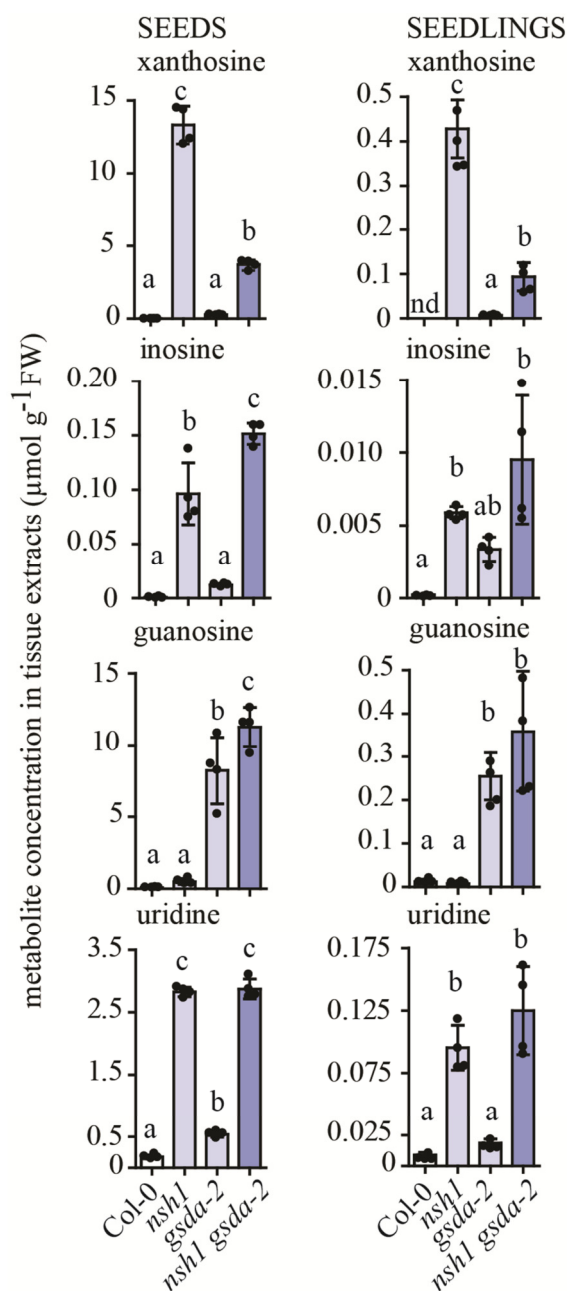 SEEDS
xanthosine
15
10
5
0
a
c
a
b
SEEDLINGS
xanthosine
0.5
0.4
0.3
0.2
0.1
0
nd
c
a
b
inosine
0.20
0.15
0.10
0.05
0
a
b
a
c
inosine
0.015
0.010
0.005
0
a
b
ab
b
guanosine
15
10
5
0
a
a
b
c
guanosine
0.5
0.4
0.3
0.2
0.1
0
a
a
b
b
uridine
3.5
2.5
1.5
0.5
0
a
c
b
c
uridine
0.175
0.125
0.075
0.025
0
a
b
a
b
Col-0
nsh1
gsda-2
nsh1 gsda-2
Col-0
nsh1
gsda-2
nsh1 gsda-2
metabolite concentration in tissue extracts (µmol g-1 FW)